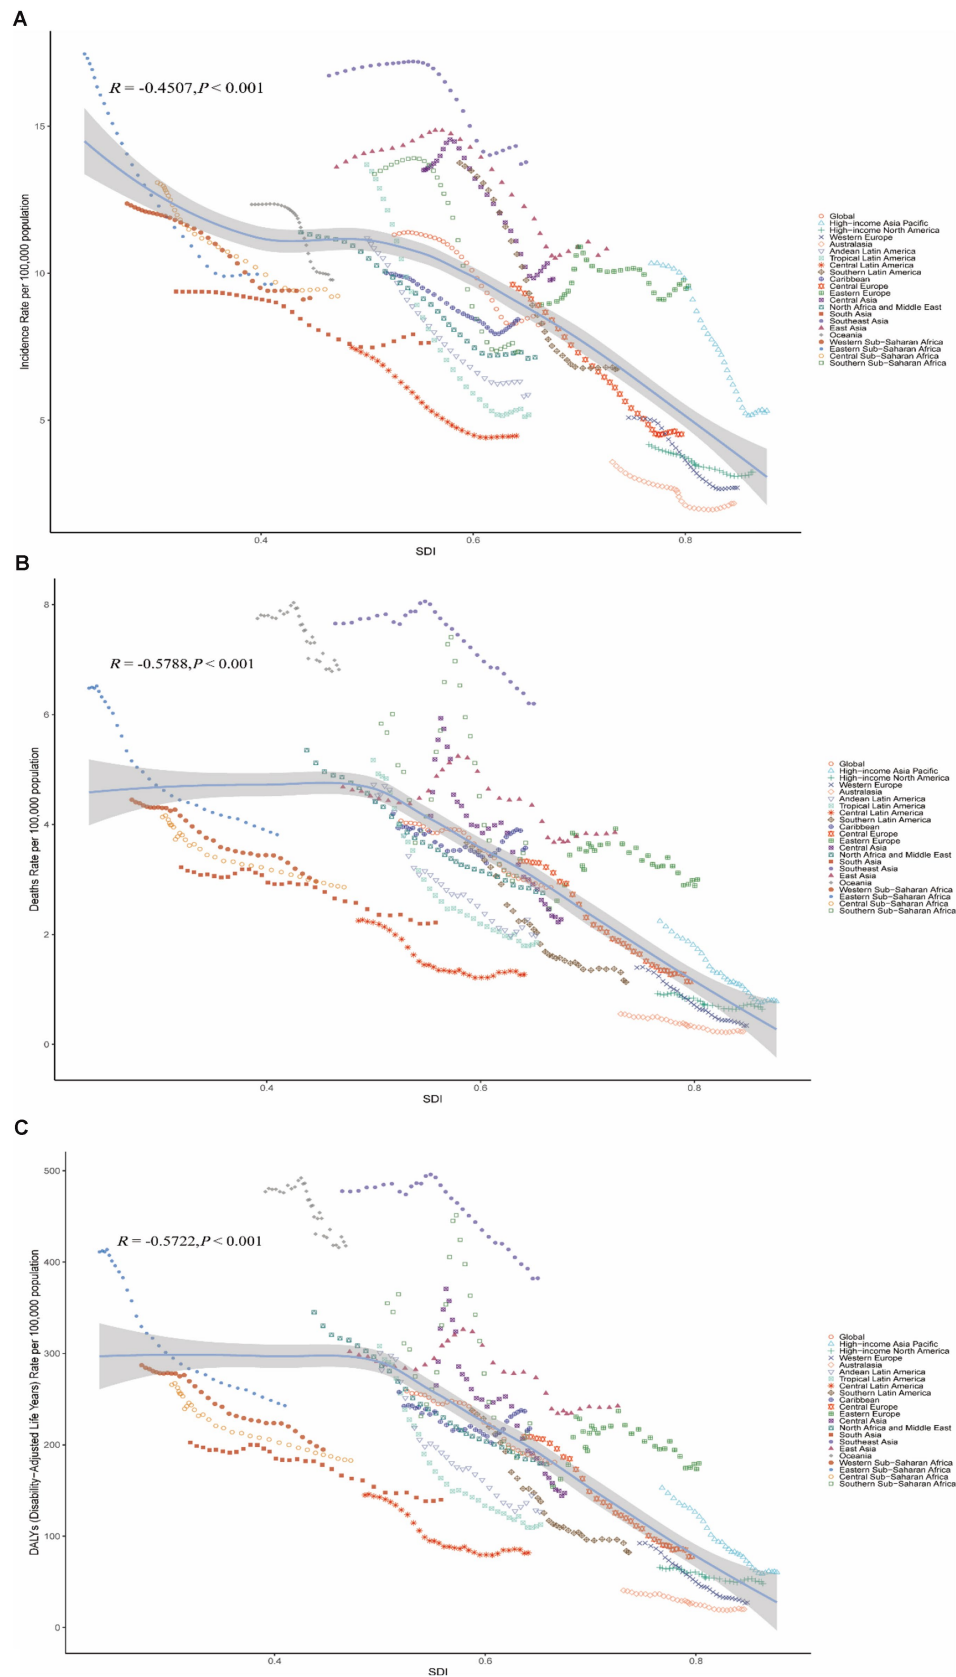 A
R = -0.4507,P < 0.001
Incidence Rate per 100,000 population
15
10
5
0.4
0.6
0.8
SDI
Global
High-income Asia Pacific
High-income North America
Western Europe
Australasia
Andean Latin America
Tropical Latin America
Central Latin America
Southern Latin America
Caribbean
Central Europe
Eastern Europe
Central Asia
North Africa and Middle East
South Asia
Southeast Asia
East Asia
Oceania
Western Sub-Saharan Africa
Eastern Sub-Saharan Africa
Central Sub-Saharan Africa
Southern Sub-Saharan Africa
B
R = -0.5788,P < 0.001
Deaths Rate per 100,000 population
8
6
4
2
0
0.4
0.6
0.8
SDI
Global
High-income Asia Pacific
High-income North America
Western Europe
Australasia
Andean Latin America
Tropical Latin America
Central Latin America
Southern Latin America
Caribbean
Central Europe
Eastern Europe
Central Asia
North Africa and Middle East
South Asia
Southeast Asia
East Asia
Oceania
Western Sub-Saharan Africa
Eastern Sub-Saharan Africa
Central Sub-Saharan Africa
Southern Sub-Saharan Africa
C
R = -0.5722,P < 0.001
DALYs (Disability-Adjusted Life Years) Rate per 100,000 population
500
400
300
200
100
0
0.4
0.6
0.8
SDI
Global
High-income Asia Pacific
High-income North America
Western Europe
Australasia
Andean Latin America
Tropical Latin America
Central Latin America
Southern Latin America
Caribbean
Central Europe
Eastern Europe
Central Asia
North Africa and Middle East
South Asia
Southeast Asia
East Asia
Oceania
Western Sub-Saharan Africa
Eastern Sub-Saharan Africa
Central Sub-Saharan Africa
Southern Sub-Saharan Africa